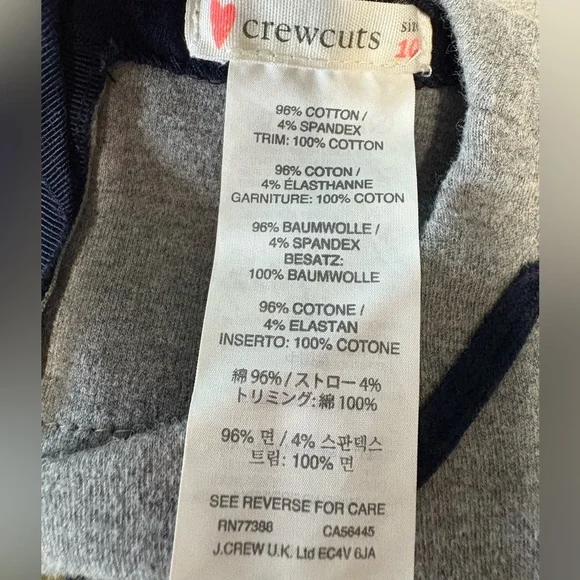 crewcuts
size
10
96% COTTON /
4% SPANDEX
TRIM: 100% COTTON
96% COTON /
4% ÉLASTHANNE
GARNITURE: 100% COTON
96% BAUMWOLLE /
4% SPANDEX
BESATZ:
100% BAUMWOLLE
96% COTONE /
4% ELASTAN
INSERTO: 100% COTONE
綿 96% / ストロー 4%
トリミング: 綿 100%
96% 면 / 4% 스판덱스
트림: 100% 면
SEE REVERSE FOR CARE
RN77388 CA56445
J.CREW U.K. Ltd EC4V 6JA